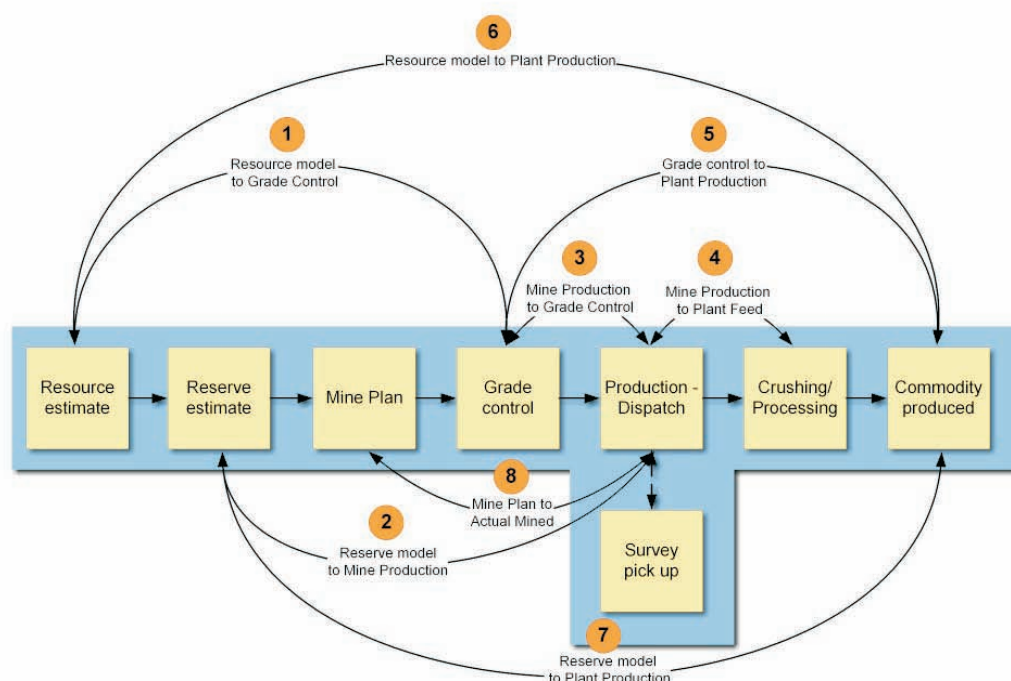 6
Resource model to Plant Production
1
Resource model
to Grade Control
5
Grade control to
Plant Production
3
Mine Production
to Grade Control
4
Mine Production
to Plant Feed
Resource
estimate
Reserve
estimate
Mine Plan
Grade
control
Production -
Dispatch
Crushing/
Processing
Commodity
produced
8
Mine Plan to
Actual Mined
2
Reserve model
to Mine Production
Survey
pick up
7
Reserve model
to Plant Production